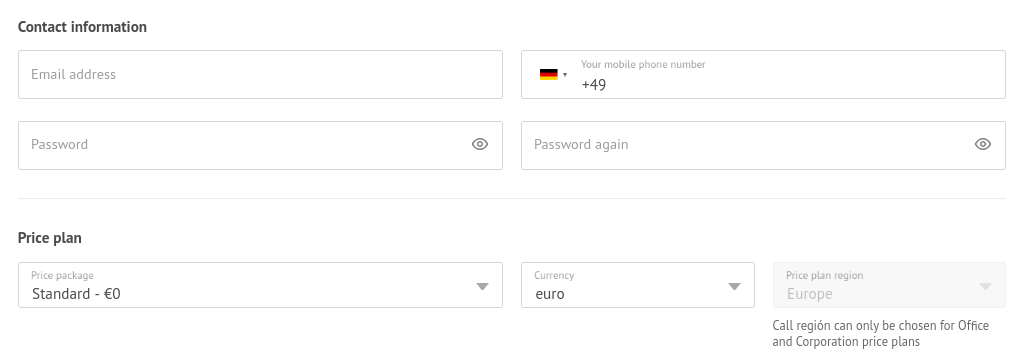 Contact information
Email address
Your mobile phone number
+49
Password
Password again
Price plan
Price package
Standard - €0
Currency
euro
Price plan region
Europe
Call región can only be chosen for Office
and Corporation price plans